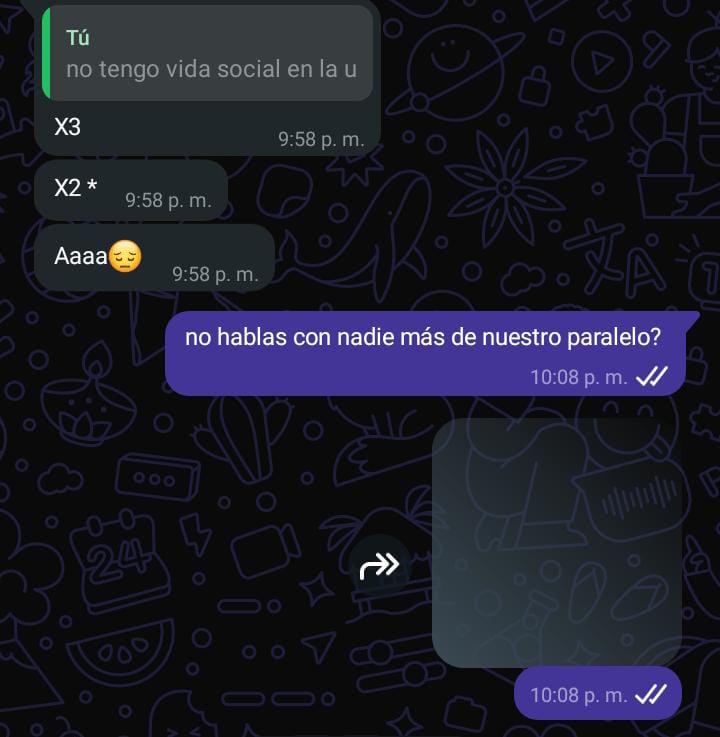 Tú
no tengo vida social en la u
X3
9:58 p. m.
X2 * 9:58 p. m.
Aaaa😔 9:58 p. m.
no hablas con nadie más de nuestro paralelo?
10:08 p. m.
24
10:08 p. m.